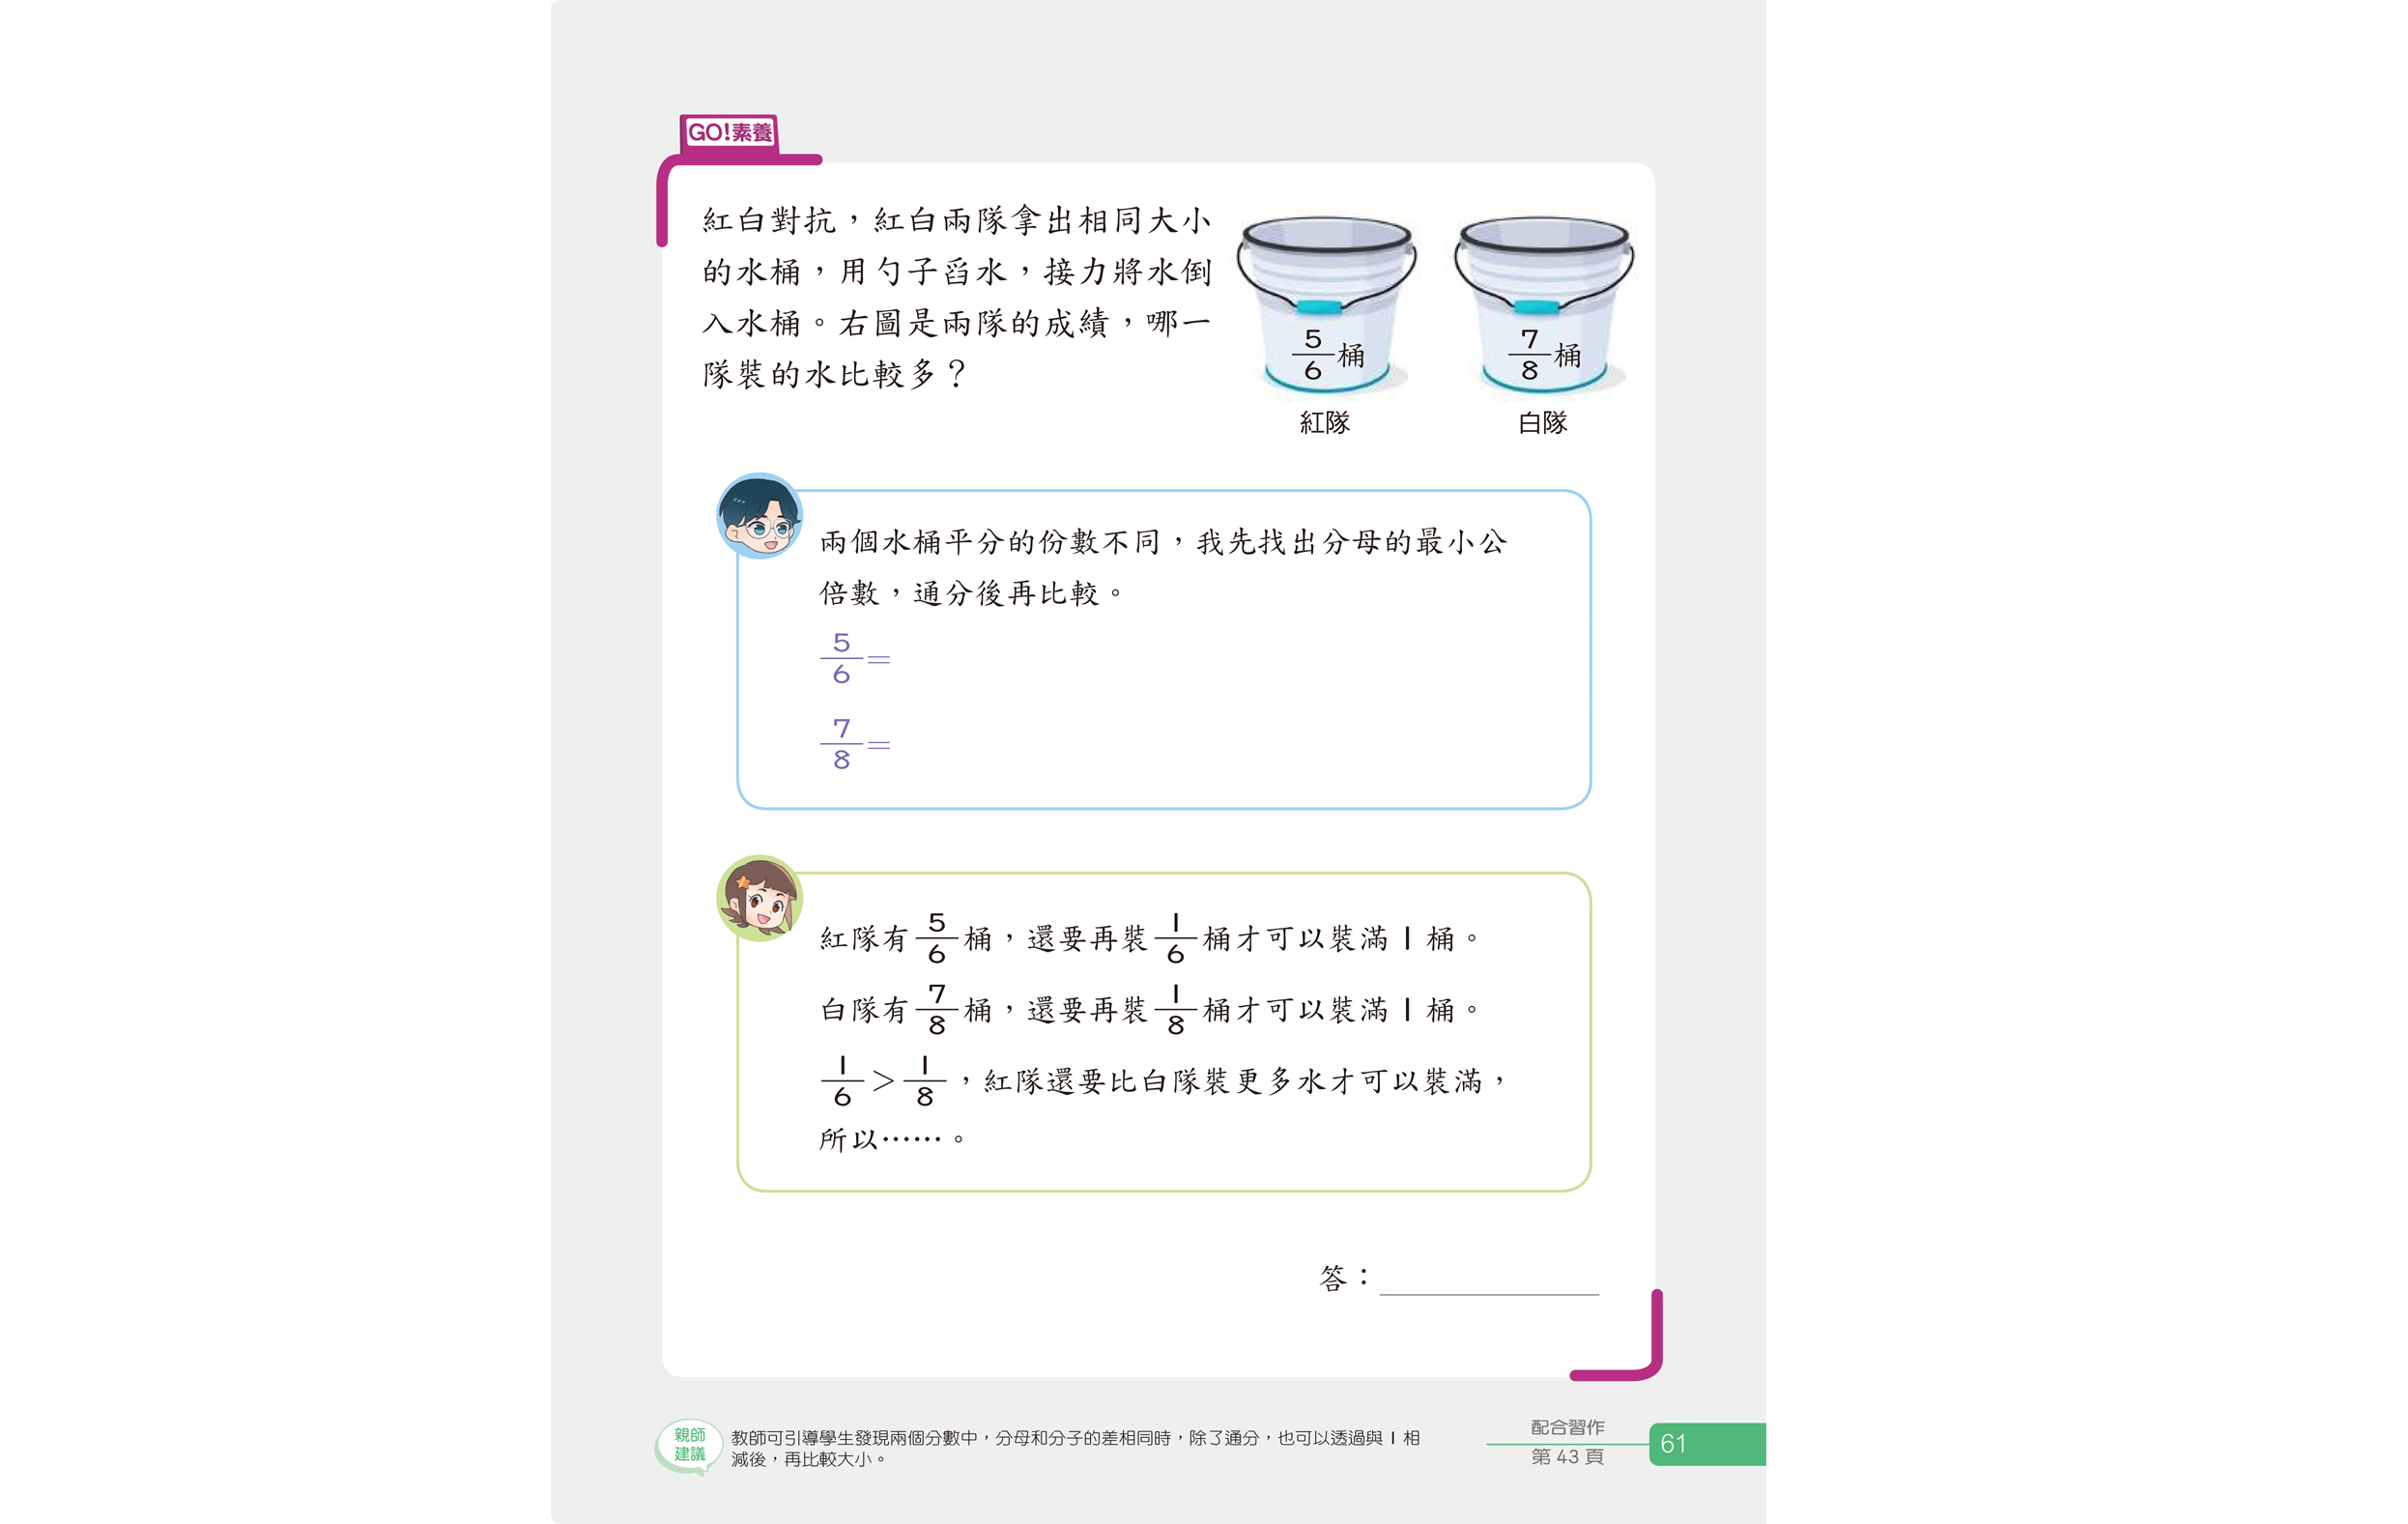 GO!素養
紅白對抗，紅白兩隊拿出相同大小
的水桶，用勺子舀水，接力將水倒
入水桶。右圖是兩隊的成績，哪一
隊裝的水比較多？
5/6桶
7/8桶
紅隊
白隊
兩個水桶平分的份數不同，我先找出分母的最小公
倍數，通分後再比較。
5/6=
7/8=
紅隊有5/6桶，還要再裝1/6桶才可以裝滿1桶。
白隊有7/8桶，還要再裝1/8桶才可以裝滿1桶。
1/6>1/8，紅隊還要比白隊裝更多水才可以裝滿，
所以……。
答：
親師
建議
教師可引導學生發現兩個分數中，分母和分子的差相同時，除了通分，也可以透過與1相
減後，再比較大小。
配合習作
第43頁
61